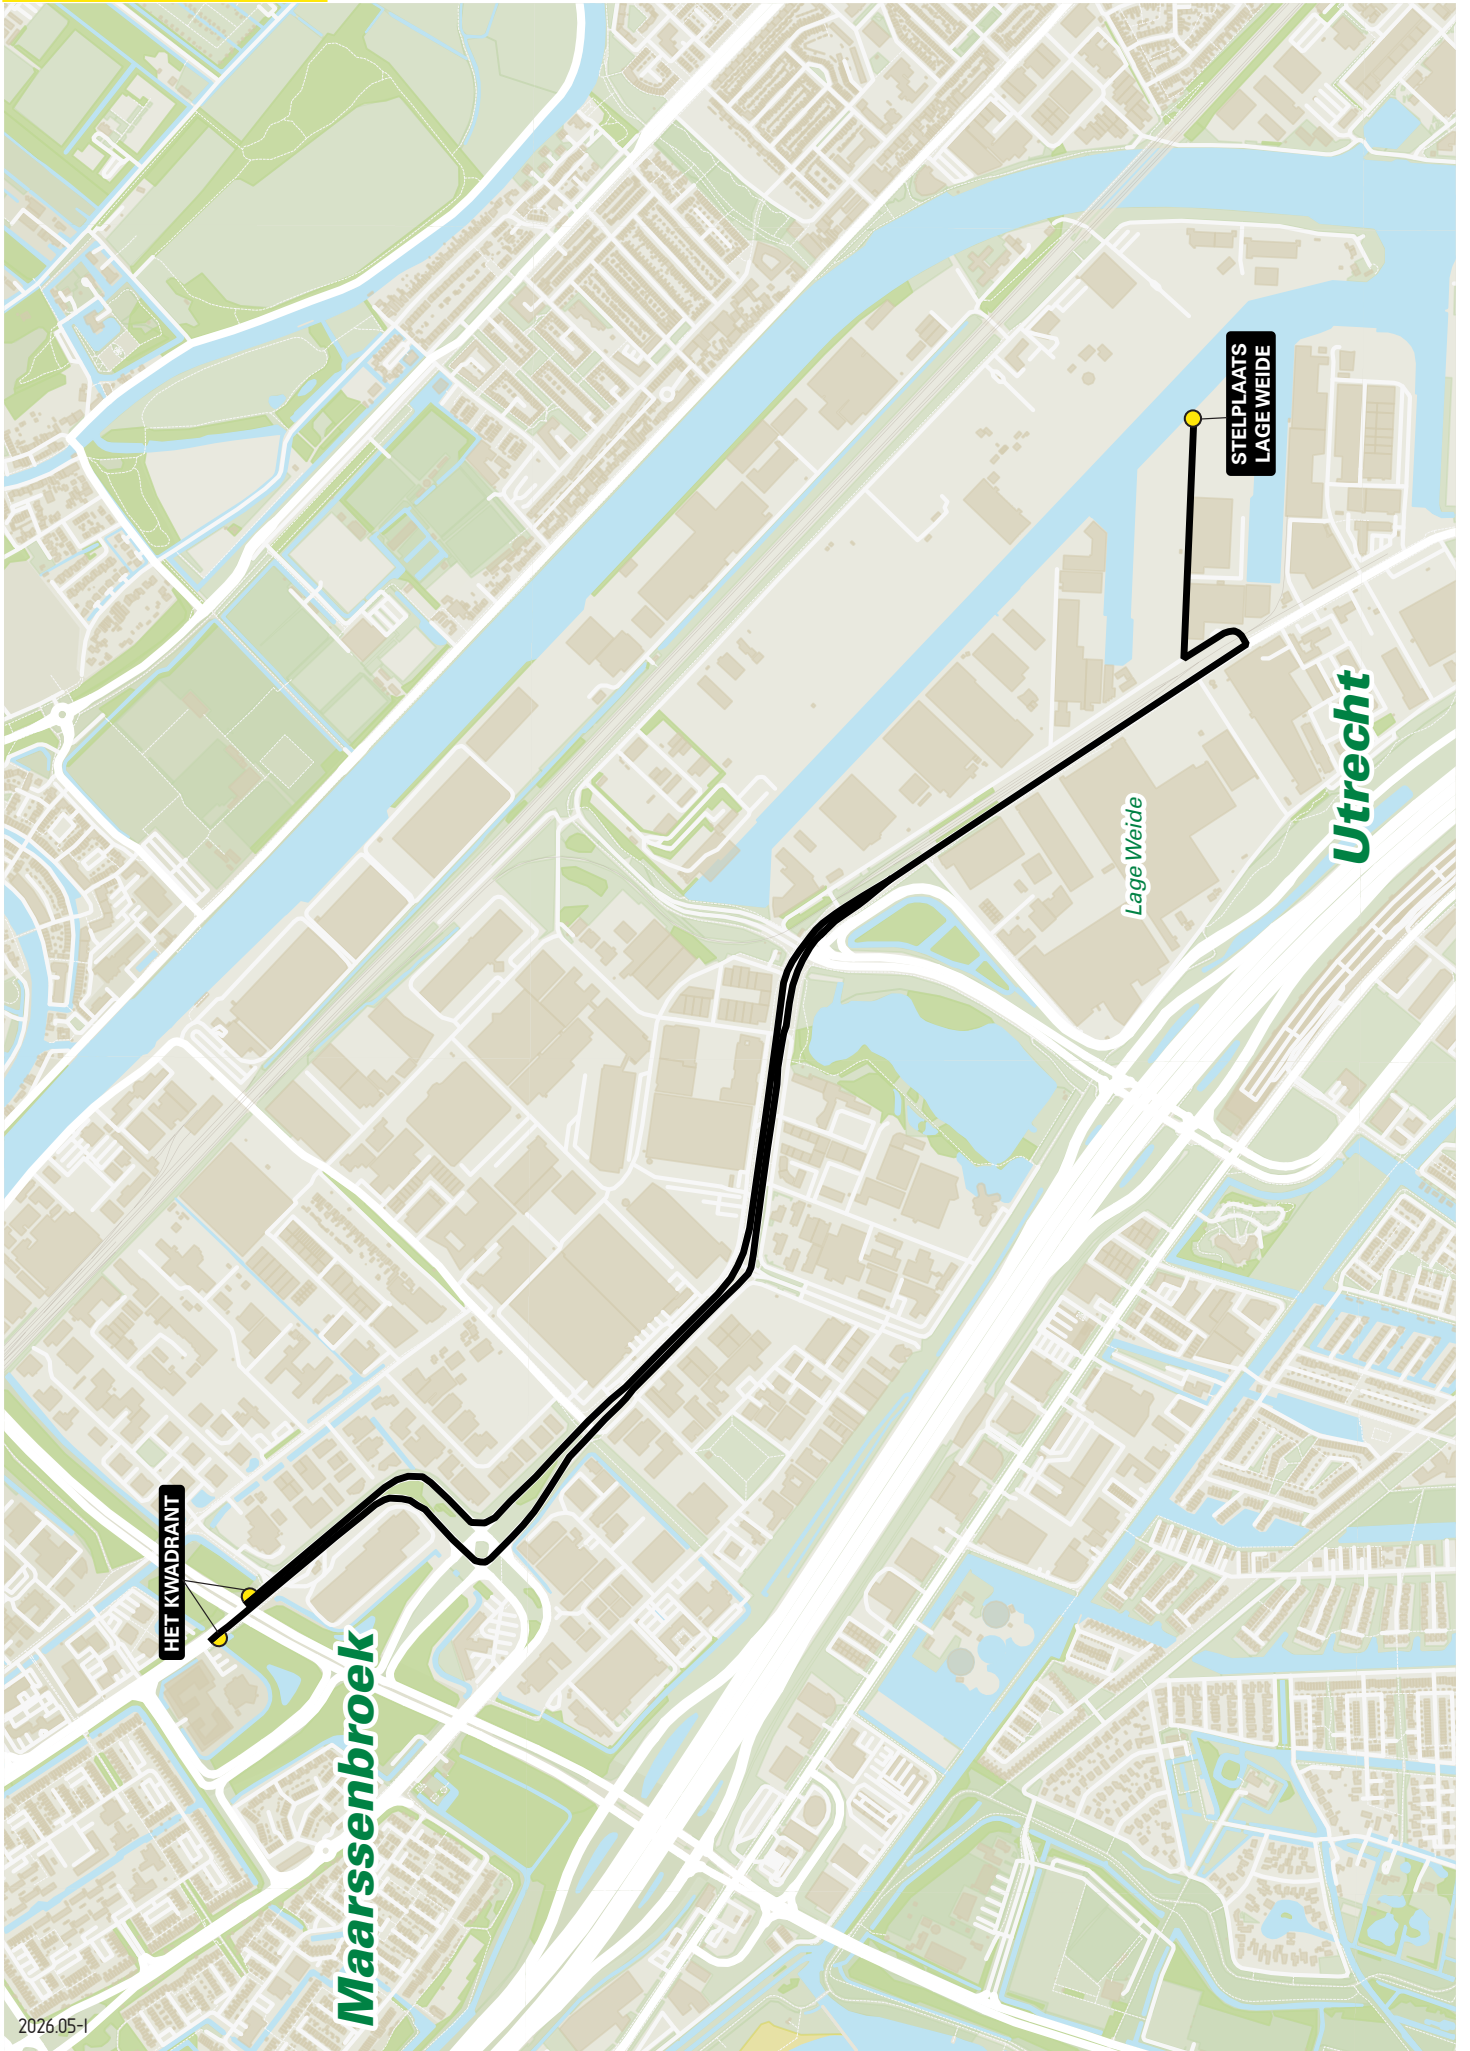 STELPLAATS
LAGE WEIDE
Utrecht
Lage Weide
HET KWADRANT
Maarssenbroek
2026.05-I